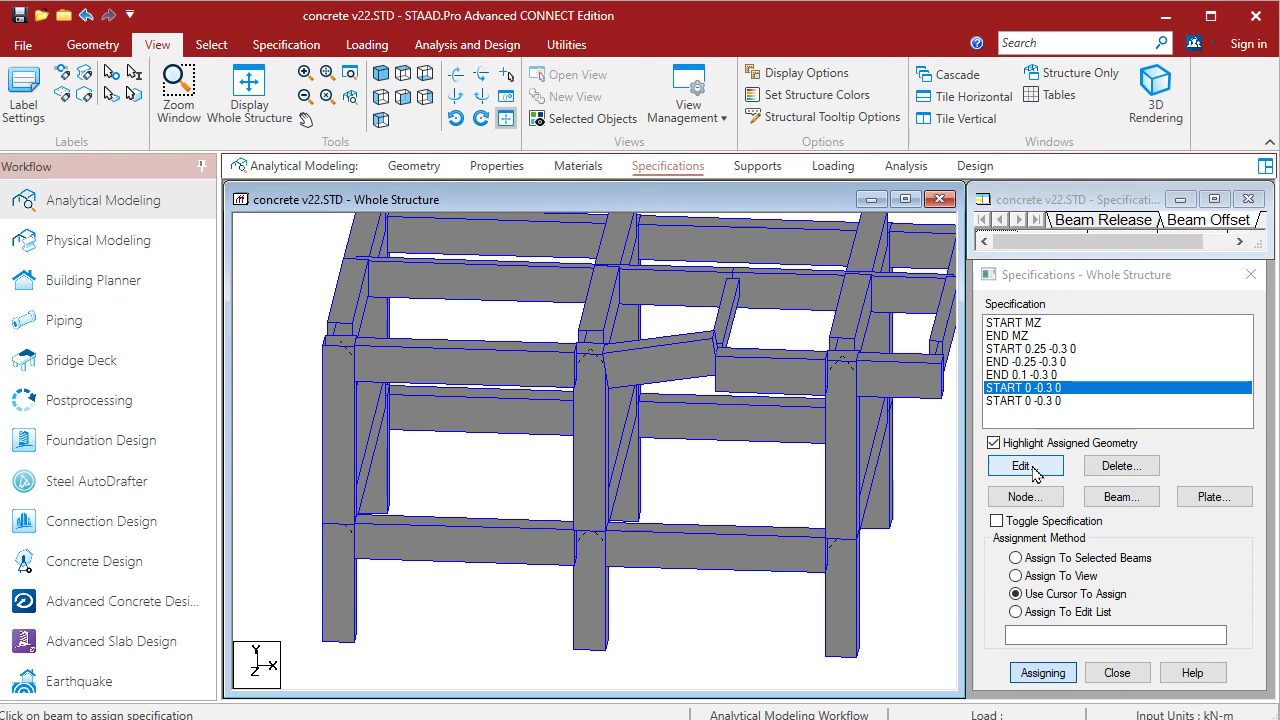 concrete v22.STD - STAAD.Pro Advanced CONNECT Edition
File Geometry View Select Specification Loading Analysis and Design Utilities Search Sign in
Label Settings
Zoom Window
Display Whole Structure
Open View
New View
Selected Objects
View Management
Display Options
Set Structure Colors
Structural Tooltip Options
Cascade
Tile Horizontal
Tile Vertical
Structure Only
Tables
3D Rendering
Labels Tools Views Options Windows
Workflow
Analytical Modeling: Geometry Properties Materials Specifications Supports Loading Analysis Design
Analytical Modeling
Physical Modeling
Building Planner
Piping
Bridge Deck
Postprocessing
Foundation Design
Steel AutoDrafter
Connection Design
Concrete Design
Advanced Concrete Desi...
Advanced Slab Design
Earthquake
concrete v22.STD - Whole Structure
Y
X
Z
concrete v22.STD - Specificati...
Beam Release Beam Offset
Specifications - Whole Structure
Specification
START MZ
END MZ
START 0.25 -0.3 0
END -0.25 -0.3 0
END 0.1 -0.3 0
START 0 -0.3 0
START 0 -0.3 0
Highlight Assigned Geometry
Edit... Delete...
Node... Beam... Plate...
Toggle Specification
Assignment Method
Assign To Selected Beams
Assign To View
Use Cursor To Assign
Assign To Edit List
Assigning Close Help
Click on beam to assign specification Analytical Modeling Workflow Load : Input Units : kN-m